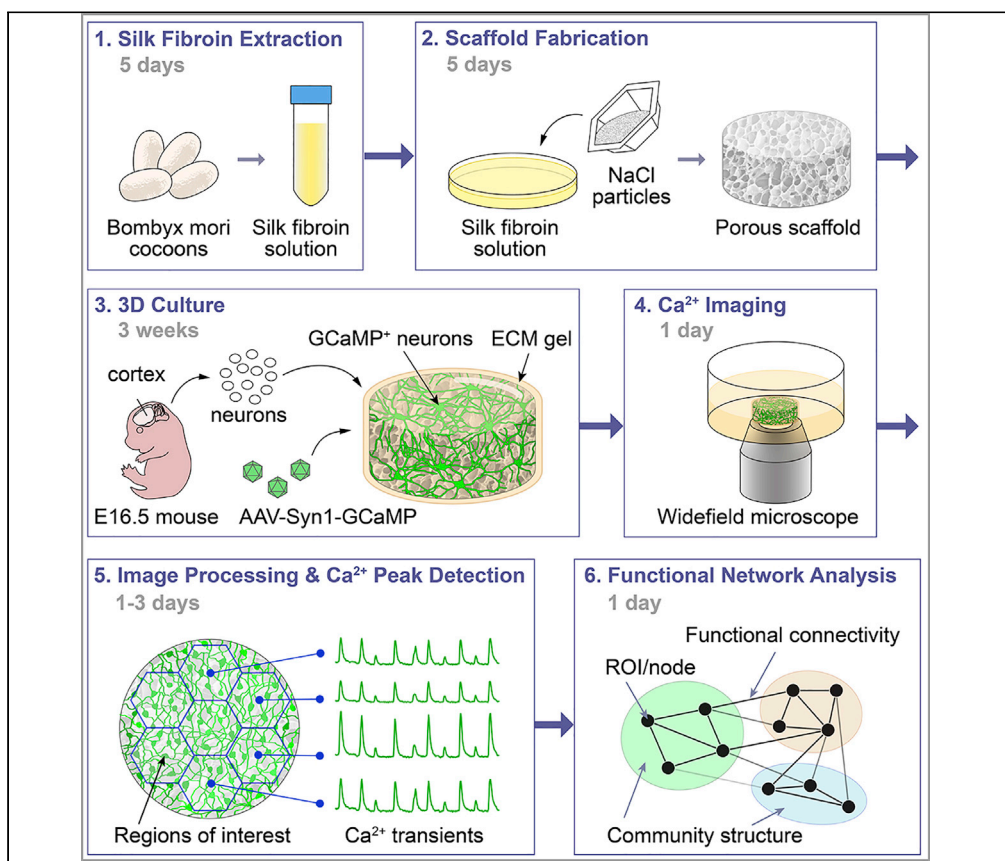 1. Silk Fibroin Extraction
5 days
Bombyx mori
cocoons
Silk fibroin
solution
2. Scaffold Fabrication
5 days
NaCl
particles
Silk fibroin
solution
Porous scaffold
3. 3D Culture
3 weeks
cortex
neurons
GCaMP⁺ neurons
ECM gel
E16.5 mouse
AAV-Syn1-GCaMP
4. Ca²⁺ Imaging
1 day
Widefield microscope
5. Image Processing & Ca²⁺ Peak Detection
1-3 days
Regions of interest
Ca²⁺ transients
6. Functional Network Analysis
1 day
Functional connectivity
ROI/node
Community structure